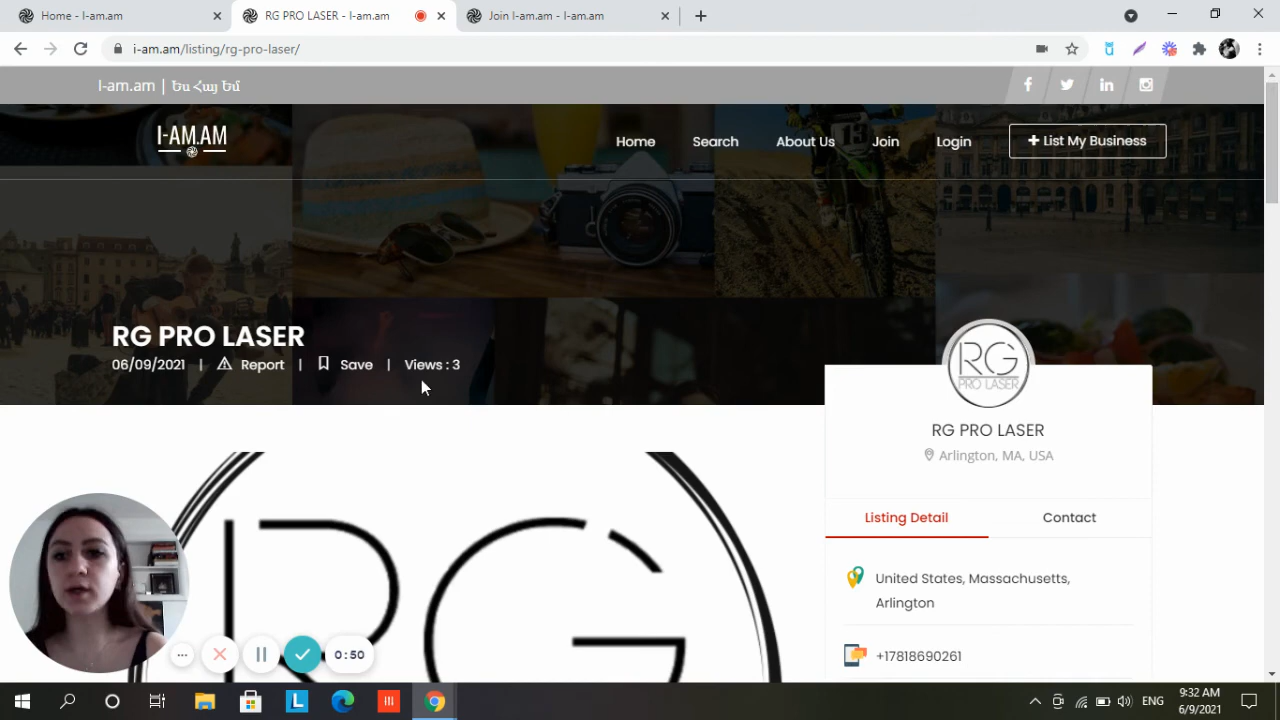 Home - I-am.am
RG PRO LASER - I-am.am
Join I-am.am - I-am.am
i-am.am/listing/rg-pro-laser/
I-am.am | Ես Հայ Եմ
I-AM.AM
Home
Search
About Us
Join
Login
+ List My Business
RG PRO LASER
06/09/2021 | Report | Save | Views : 3
RG
PRO LASER
RG PRO LASER
Arlington, MA, USA
Listing Detail
Contact
United States, Massachusetts,
Arlington
+17818690261
RG
0:50
ENG
9:32 AM
6/9/2021